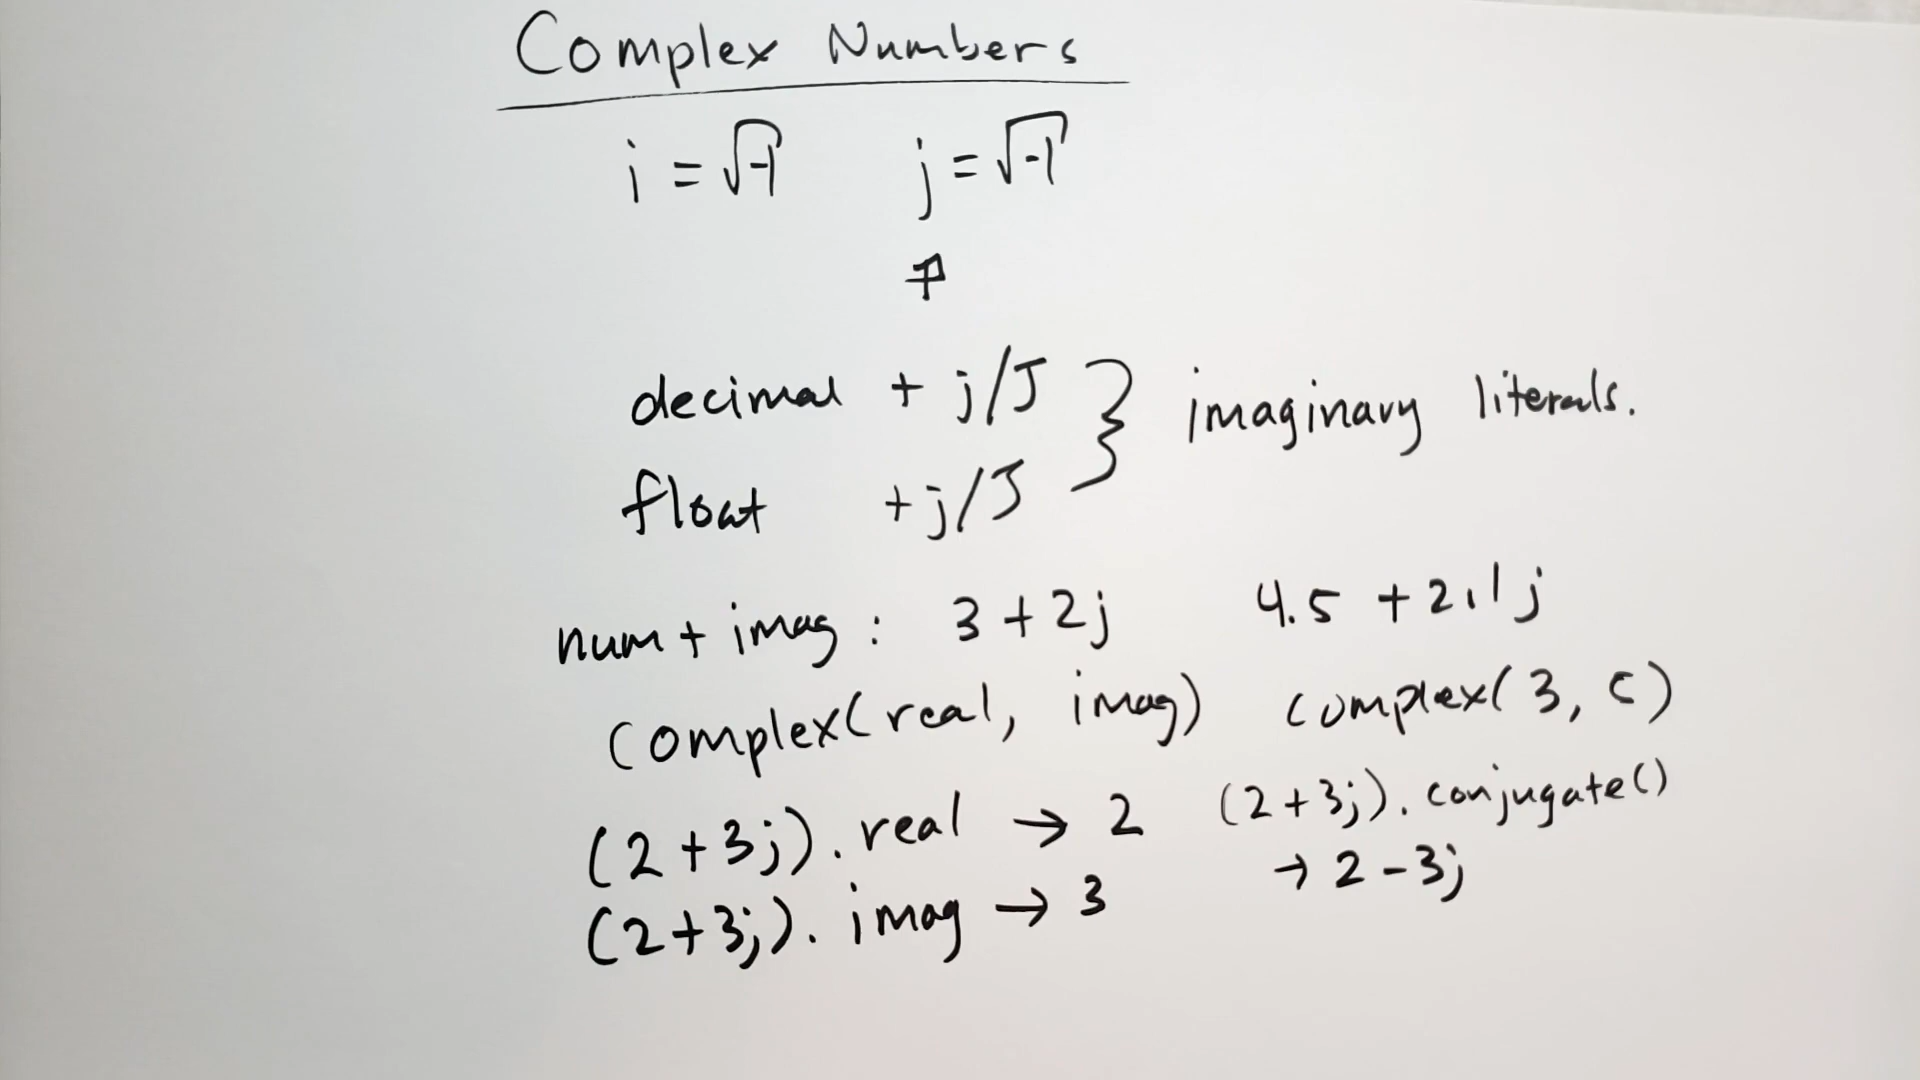 Complex Numbers
i = √-1 j = √-1
decimal + j/J } imaginary literals.
float + j/J
num + imag : 3 + 2j 4.5 + 2.1j
complex(real, imag) complex(3, 5)
(2+3j).real → 2 (2+3j).conjugate()
→ 2-3j
(2+3j).imag → 3